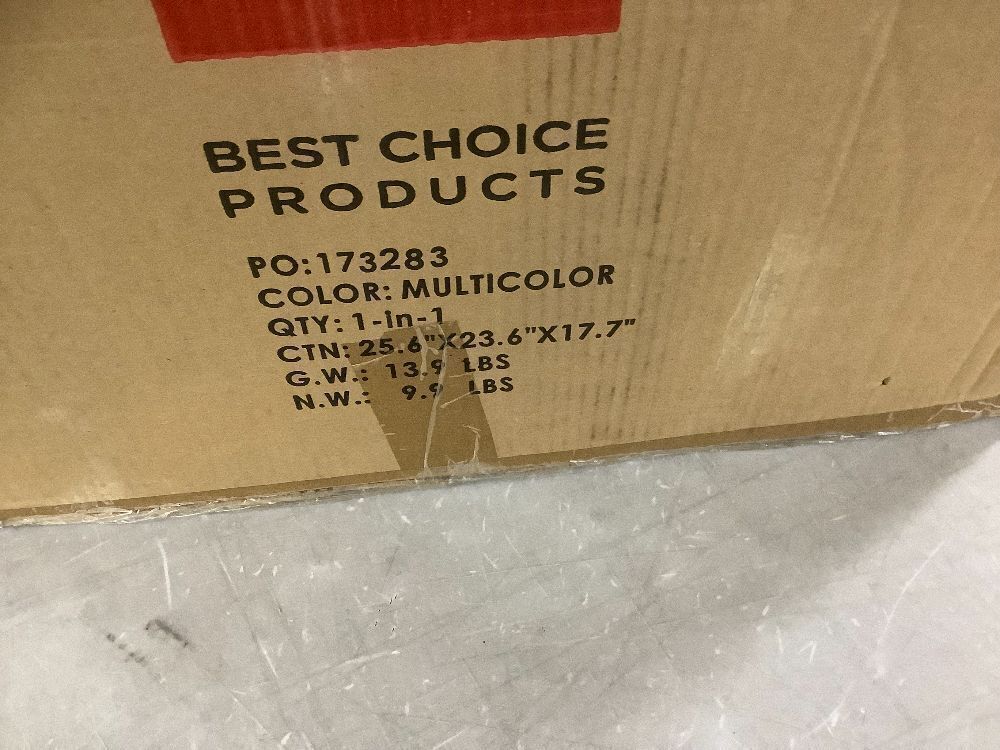 BEST CHOICE
PRODUCTS
PO:173283
COLOR: MULTICOLOR
QTY: 1-in-1
CTN: 25.6"X23.6"X17.7"
G.W.: 13.9 LBS
N.W.: 9.9 LBS